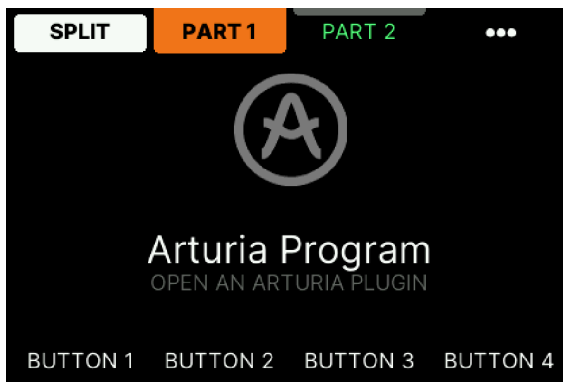 SPLIT PART 1 PART 2 •••
Arturia Program
OPEN AN ARTURIA PLUGIN
BUTTON 1 BUTTON 2 BUTTON 3 BUTTON 4